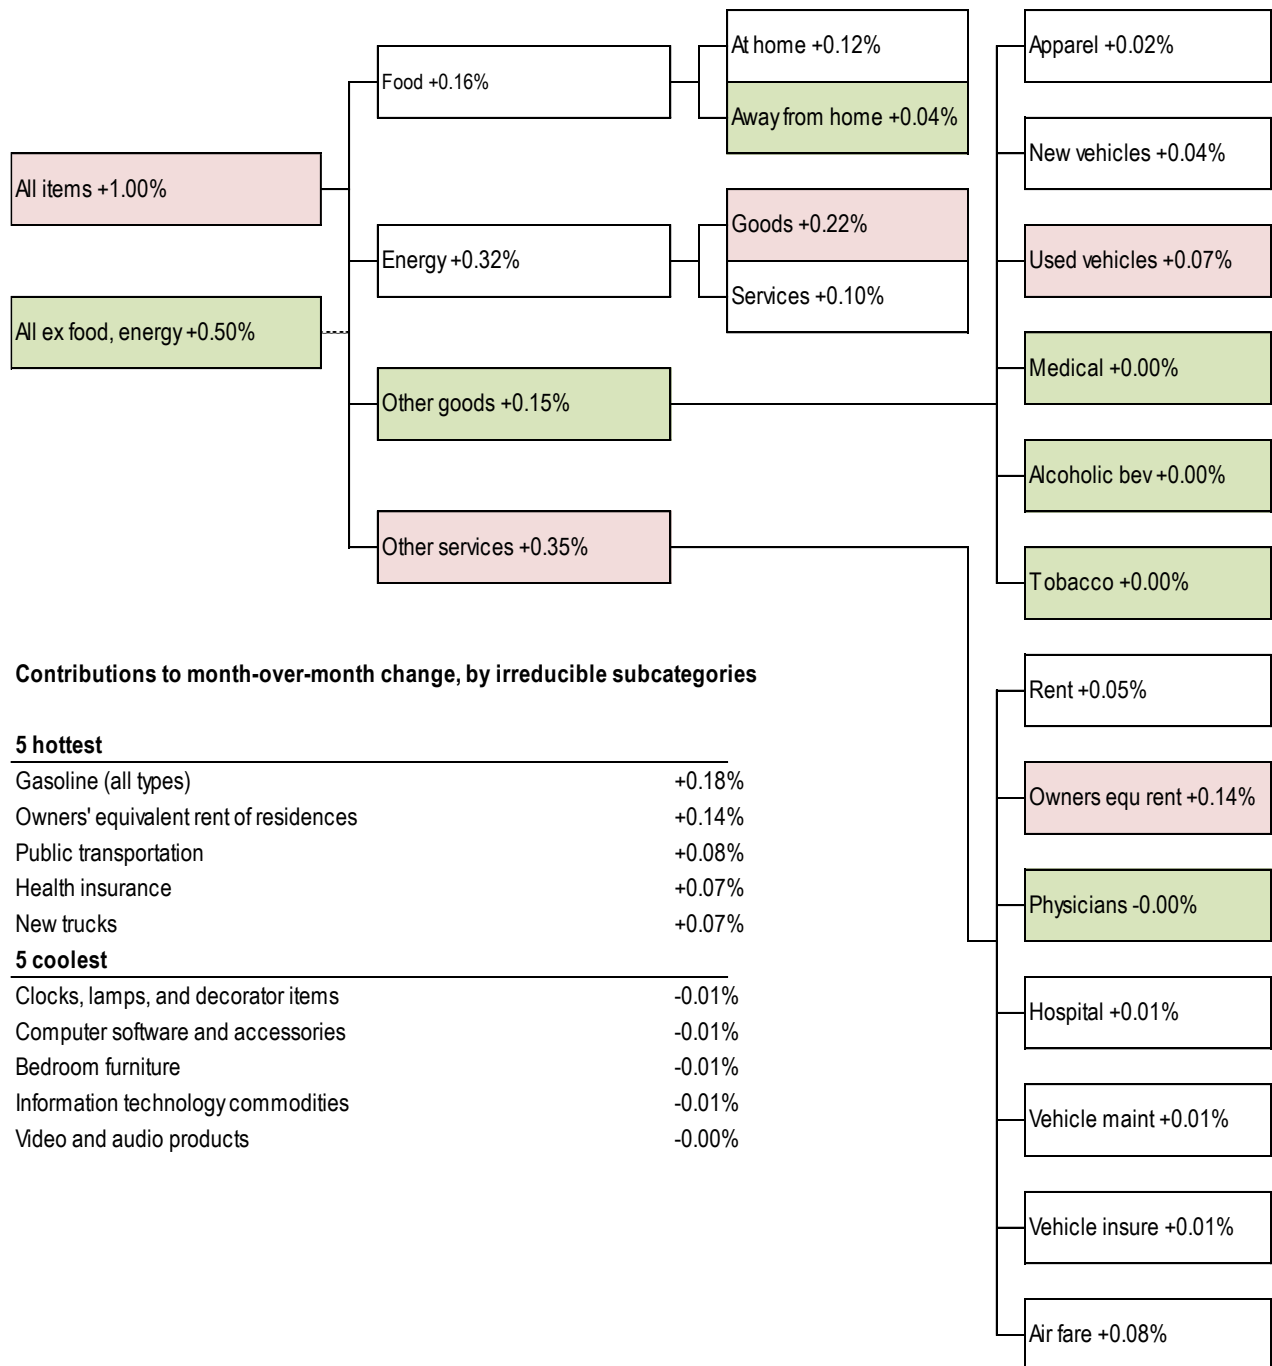 All items +1.00%
All ex food, energy +0.50%
Food +0.16%
Energy +0.32%
Other goods +0.15%
Other services +0.35%
At home +0.12%
Away from home +0.04%
Goods +0.22%
Services +0.10%
Apparel +0.02%
New vehicles +0.04%
Used vehicles +0.07%
Medical +0.00%
Alcoholic bev +0.00%
Tobacco +0.00%
Rent +0.05%
Owners equ rent +0.14%
Physicians -0.00%
Hospital +0.01%
Vehicle maint +0.01%
Vehicle insure +0.01%
Air fare +0.08%
Contributions to month-over-month change, by irreducible subcategories
5 hottest
Gasoline (all types) +0.18%
Owners' equivalent rent of residences +0.14%
Public transportation +0.08%
Health insurance +0.07%
New trucks +0.07%
5 coolest
Clocks, lamps, and decorator items -0.01%
Computer software and accessories -0.01%
Bedroom furniture -0.01%
Information technology commodities -0.01%
Video and audio products -0.00%